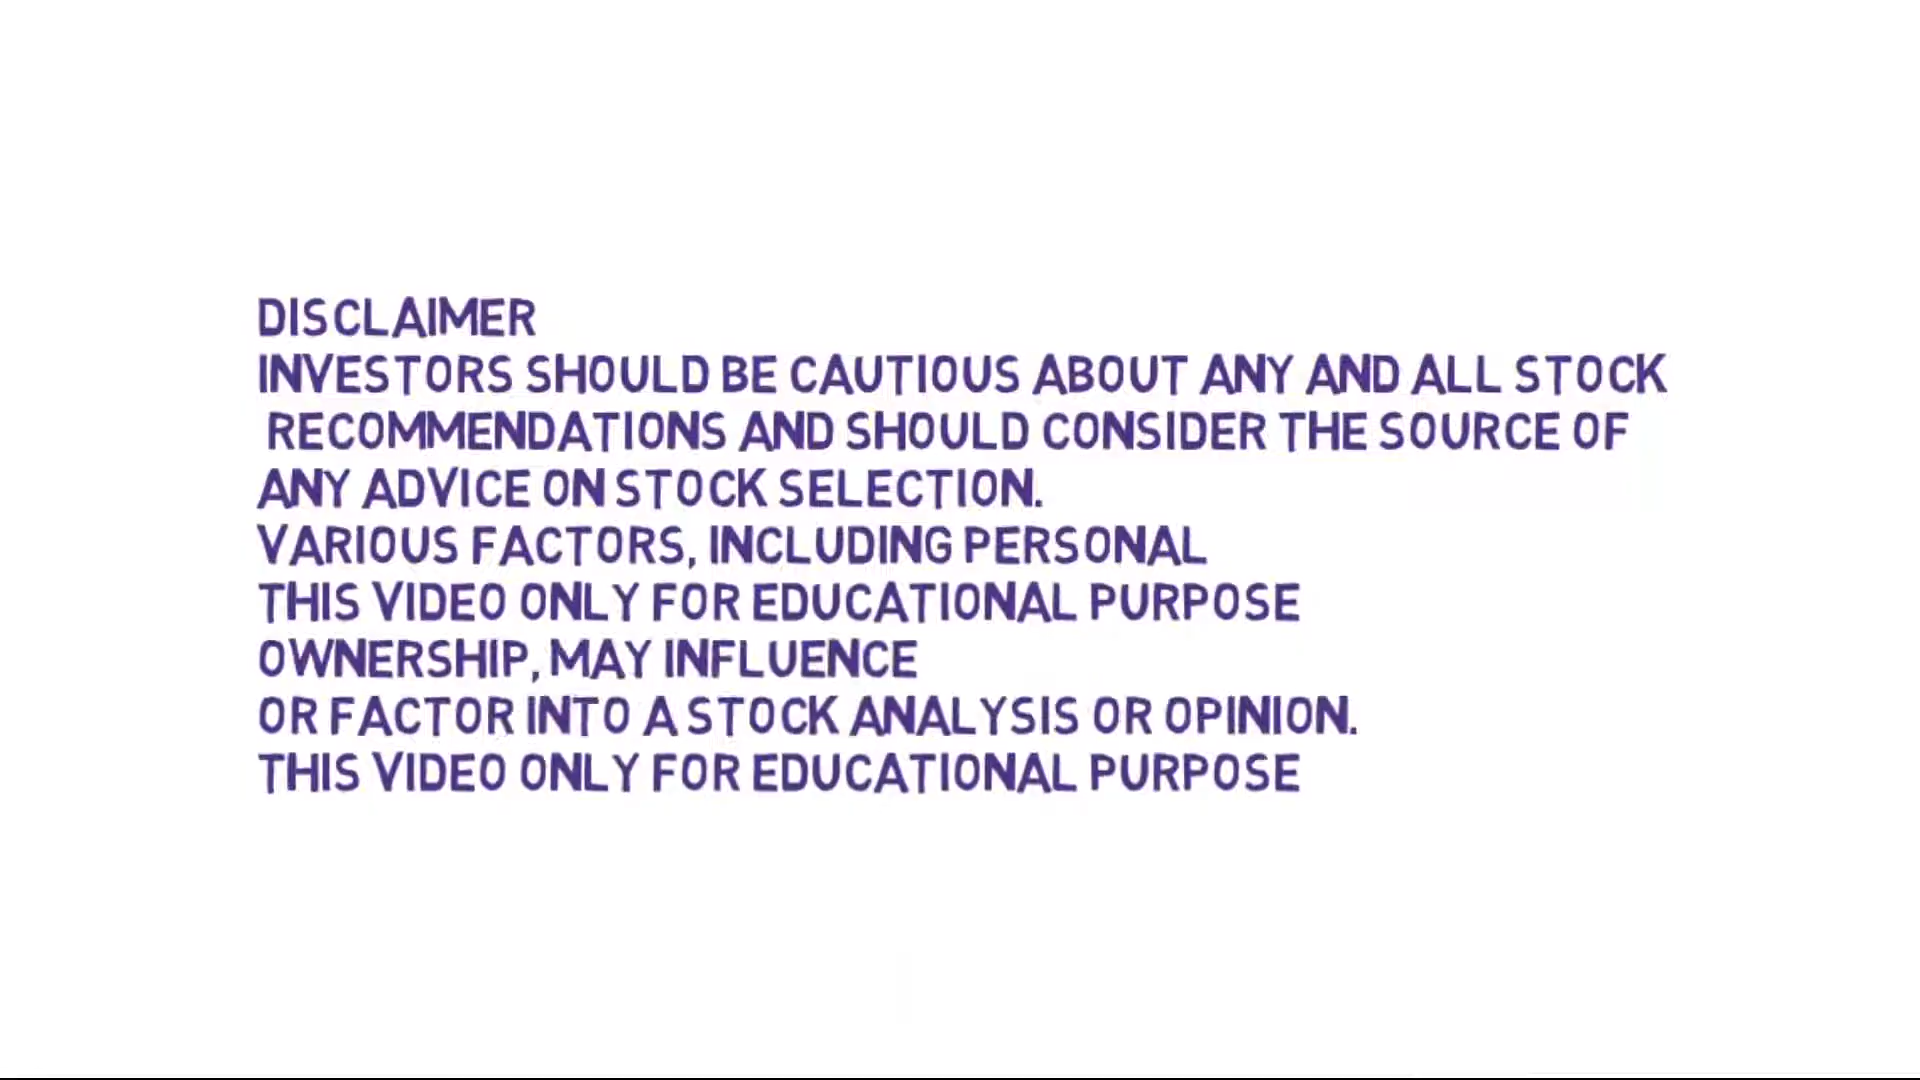 DISCLAIMER
INVESTORS SHOULD BE CAUTIOUS ABOUT ANY AND ALL STOCK
RECOMMENDATIONS AND SHOULD CONSIDER THE SOURCE OF
ANY ADVICE ON STOCK SELECTION.
VARIOUS FACTORS, INCLUDING PERSONAL
THIS VIDEO ONLY FOR EDUCATIONAL PURPOSE
OWNERSHIP, MAY INFLUENCE
OR FACTOR INTO A STOCK ANALYSIS OR OPINION.
THIS VIDEO ONLY FOR EDUCATIONAL PURPOSE